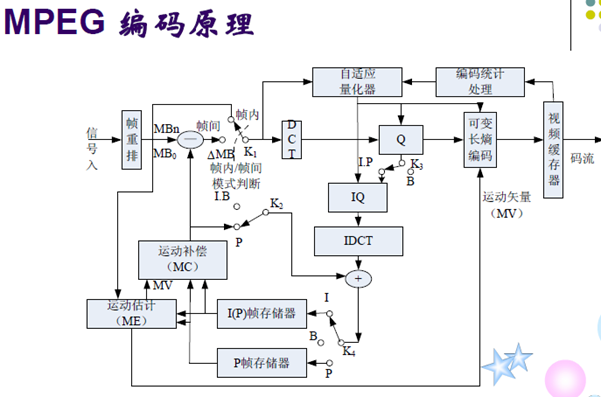 MPEG 编码原理
自适应
量化器
编码统计
处理
信号
入
帧重排
MBn
MB0
帧间
帧内
ΔMB
K1
帧内/帧间
模式判断
DCT
Q
可变
长熵
编码
视频缓存器
码流
I.P
K3
B
运动矢量
(MV)
I.B
K2
P
IQ
IDCT
+
运动补偿
(MC)
MV
运动估计
(ME)
I(P)帧存储器
I
B
K4
P帧存储器
P